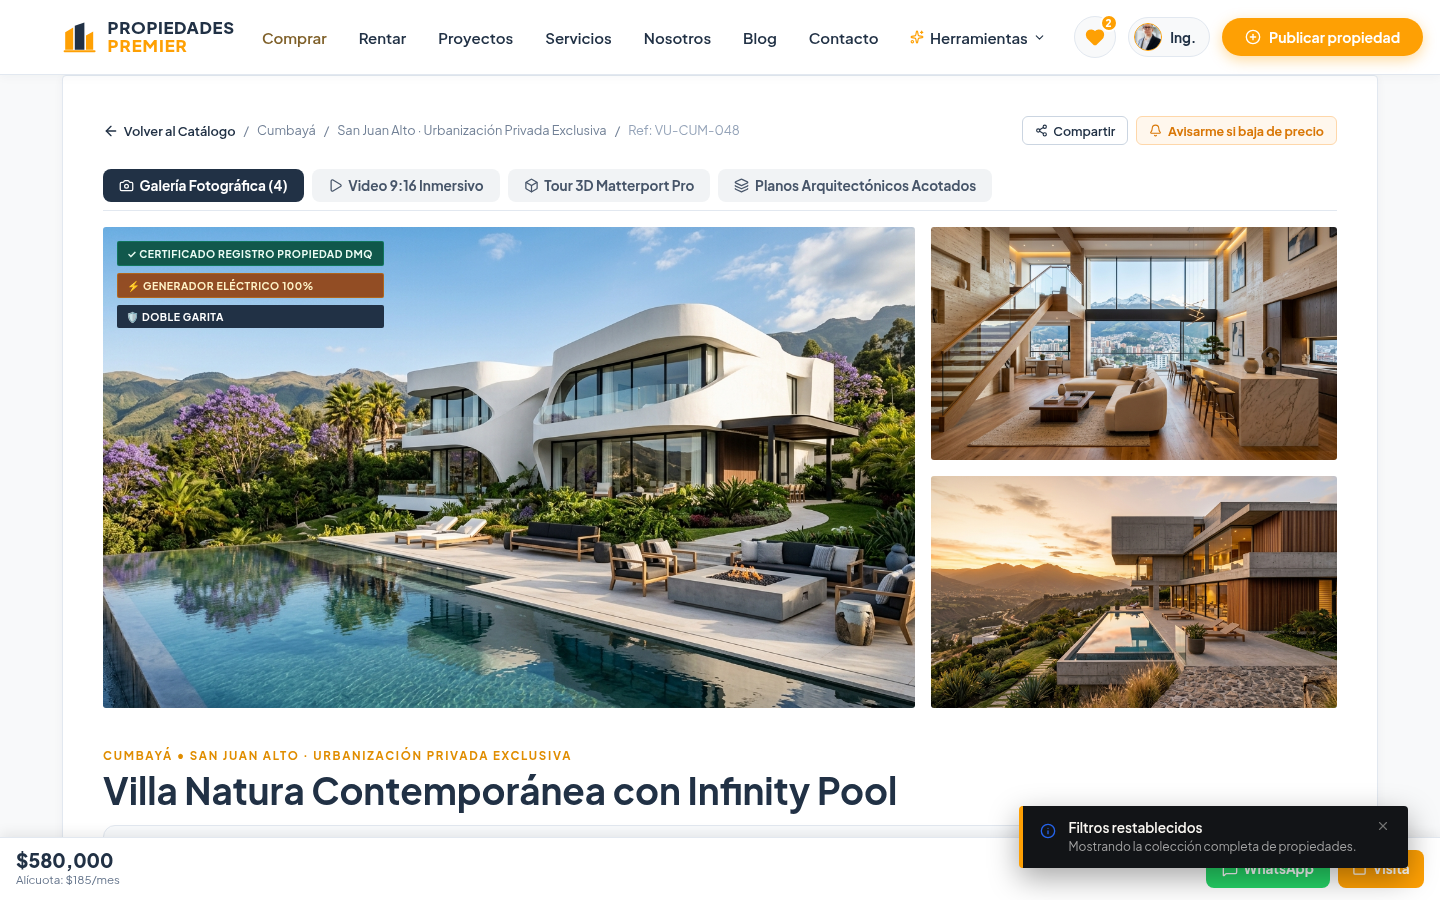 PROPIEDADES
PREMIER
Comprar
Rentar
Proyectos
Servicios
Nosotros
Blog
Contacto
Herramientas
2
Ing.
Publicar propiedad
Volver al Catálogo / Cumbayá / San Juan Alto · Urbanización Privada Exclusiva / Ref: VU-CUM-048
Compartir
Avisarme si baja de precio
Galería Fotográfica (4)
Video 9:16 Inmersivo
Tour 3D Matterport Pro
Planos Arquitectónicos Acotados
✓ CERTIFICADO REGISTRO PROPIEDAD DMQ
⚡ GENERADOR ELÉCTRICO 100%
🛡️ DOBLE GARITA
CUMBAYÁ ● SAN JUAN ALTO · URBANIZACIÓN PRIVADA EXCLUSIVA
Villa Natura Contemporánea con Infinity Pool
Filtros restablecidos
Mostrando la colección completa de propiedades.
$580,000
Alícuota: $185/mes
WhatsApp
Visita